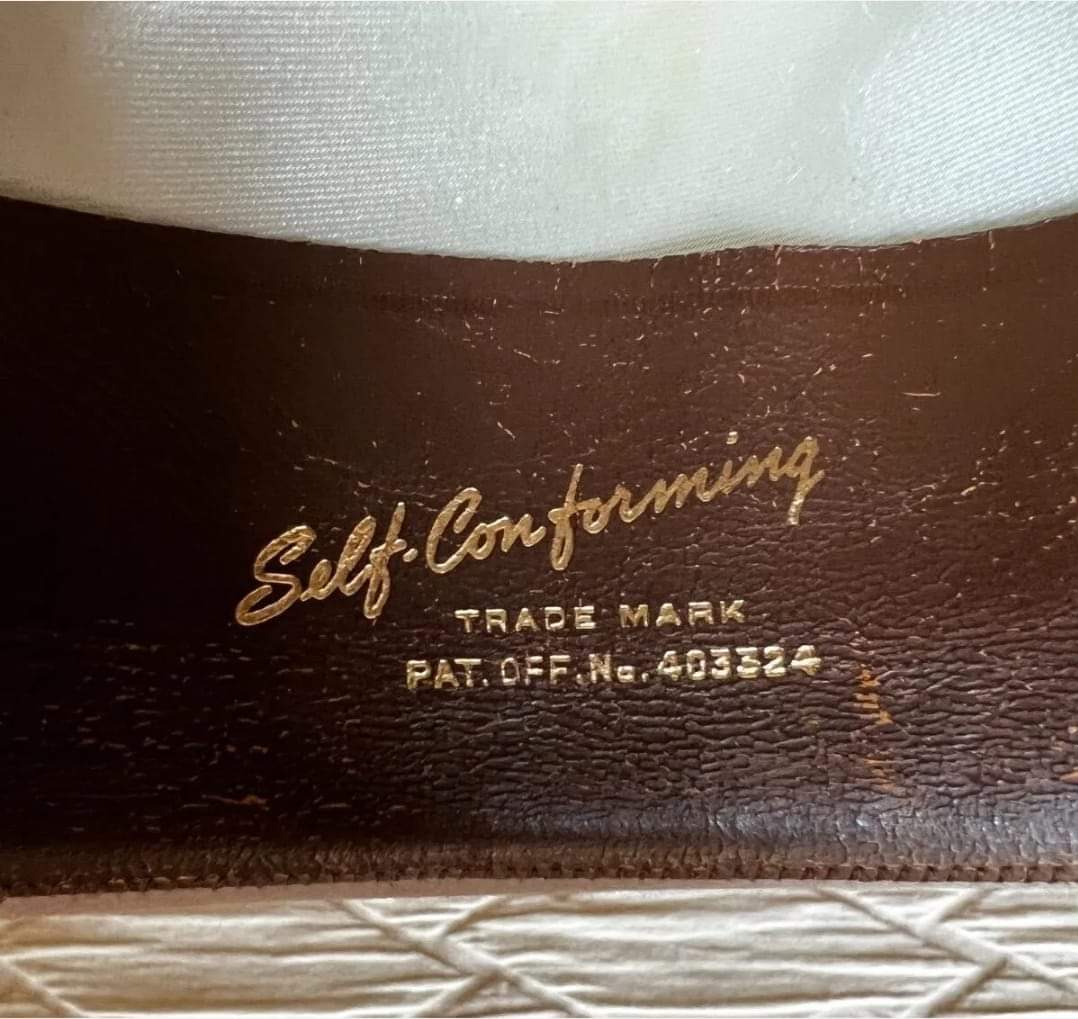 Self-Conforming
TRADE MARK
PAT. OFF. No. 403324